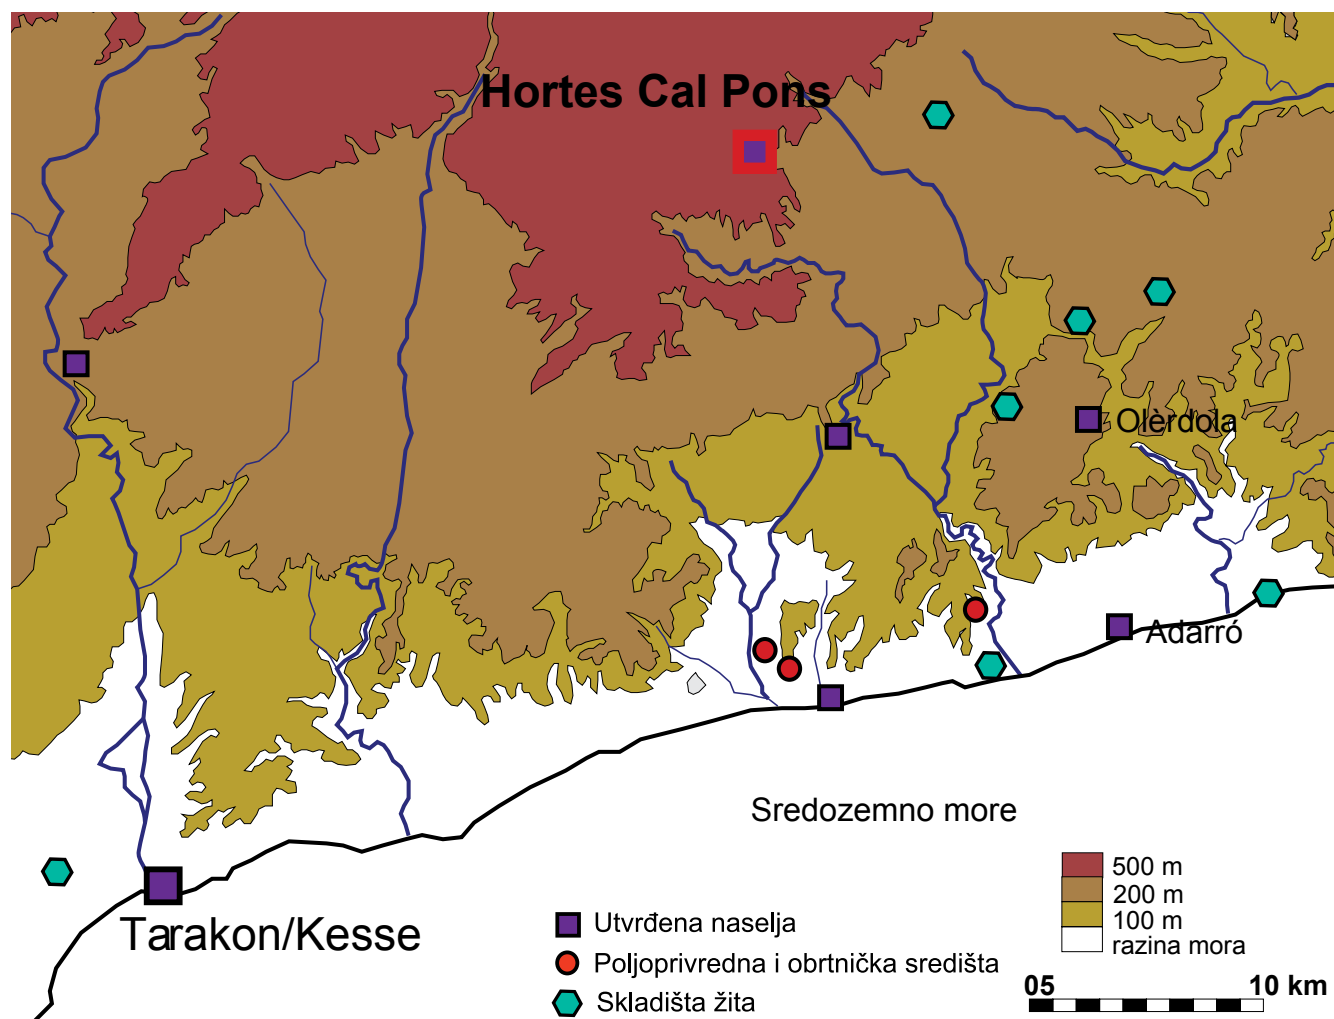 Hortes Cal Pons
Olèrdola
Adarró
Sredozemno more
Tarakon/Kesse
500 m
200 m
100 m
razina mora
Utvrđena naselja
Poljoprivredna i obrtnička središta
Skladišta žita
05 10 km